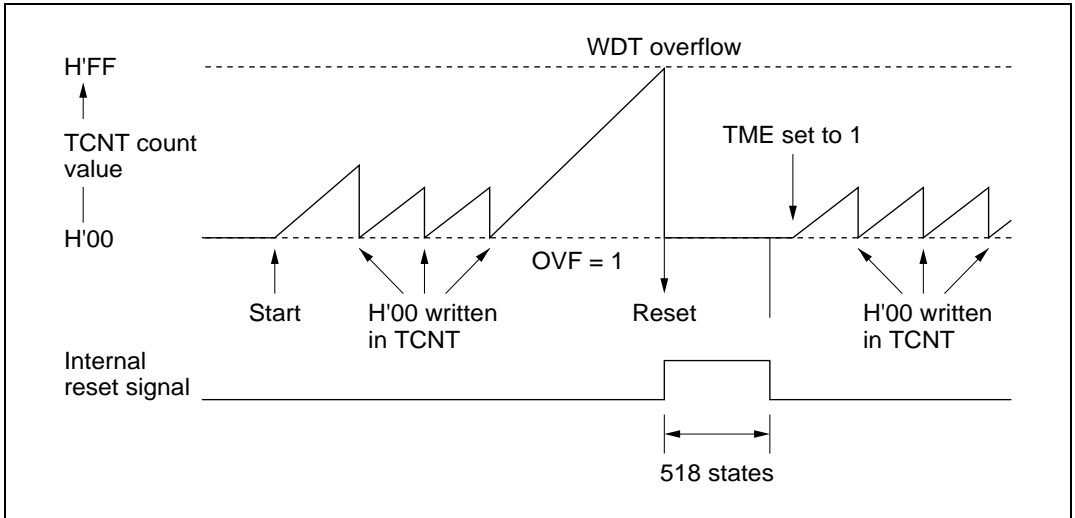 WDT overflow
H'FF
TCNT count
value
TME set to 1
H'00
OVF = 1
Start
H'00 written
in TCNT
Reset
H'00 written
in TCNT
Internal
reset signal
518 states